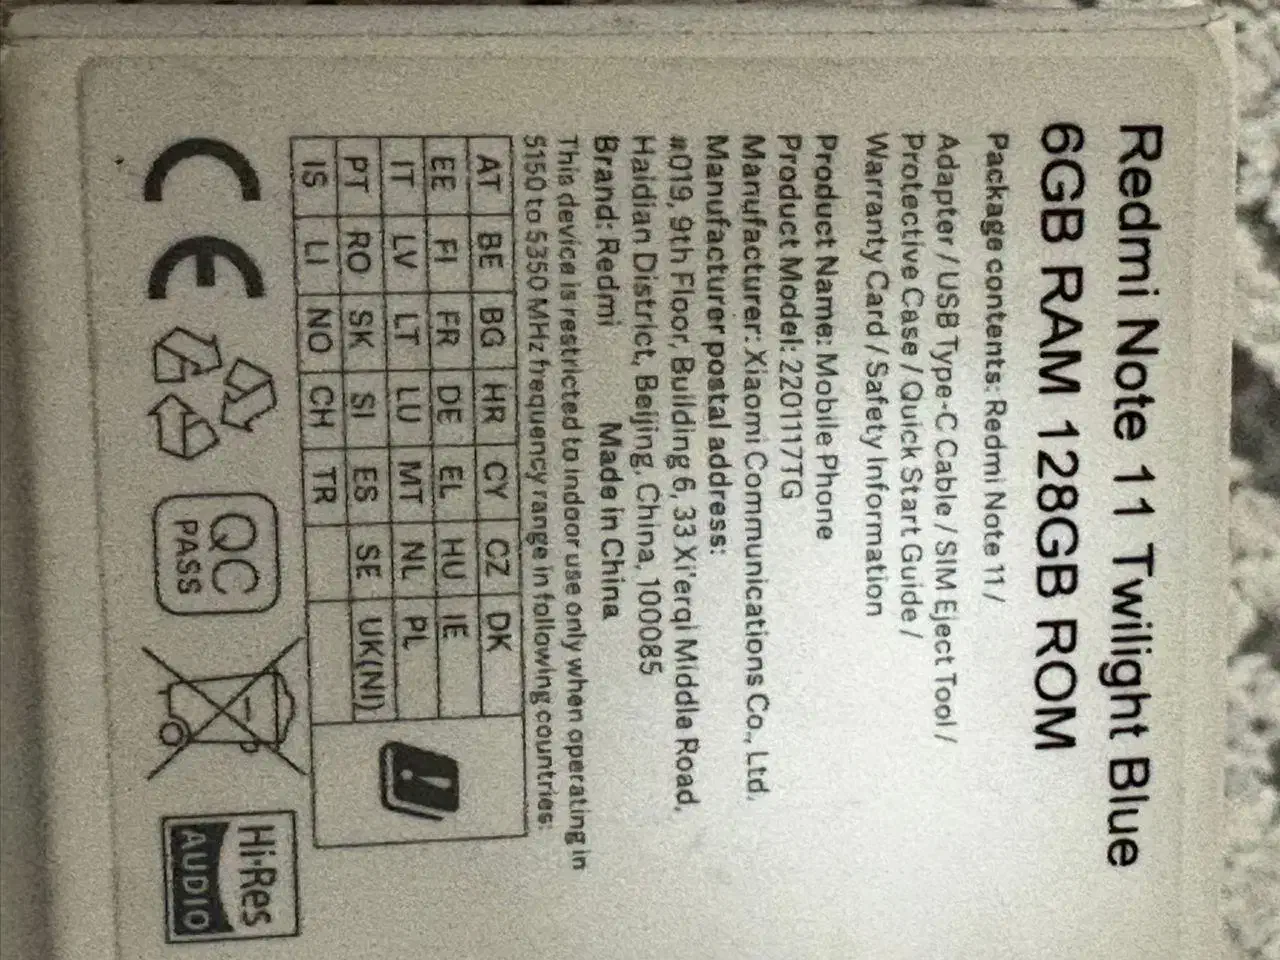 Redmi Note 11 Twilight Blue
6GB RAM 128GB ROM
Package contents: Redmi Note 11 /
Adapter / USB Type-C Cable / SIM Eject Tool /
Protective Case / Quick Start Guide /
Warranty Card / Safety Information
Product Name: Mobile Phone
Product Model: 2201117TG
Manufacturer: Xiaomi Communications Co., Ltd.
Manufacturer postal address:
#019, 9th Floor, Building 6, 33 Xi'erqi Middle Road,
Haidian District, Beijing, China, 100085
Brand: Redmi Made in China
This device is restricted to indoor use only when operating in
5150 to 5350 MHz frequency range in following countries:
AT BE BG HR CY CZ DK
EE FI FR DE EL HU IE
IT LV LT LU MT NL PL
PT RO SK SI ES SE UK(NI)
IS LI NO CH TR
CE
QC
PASS
Hi-Res
AUDIO